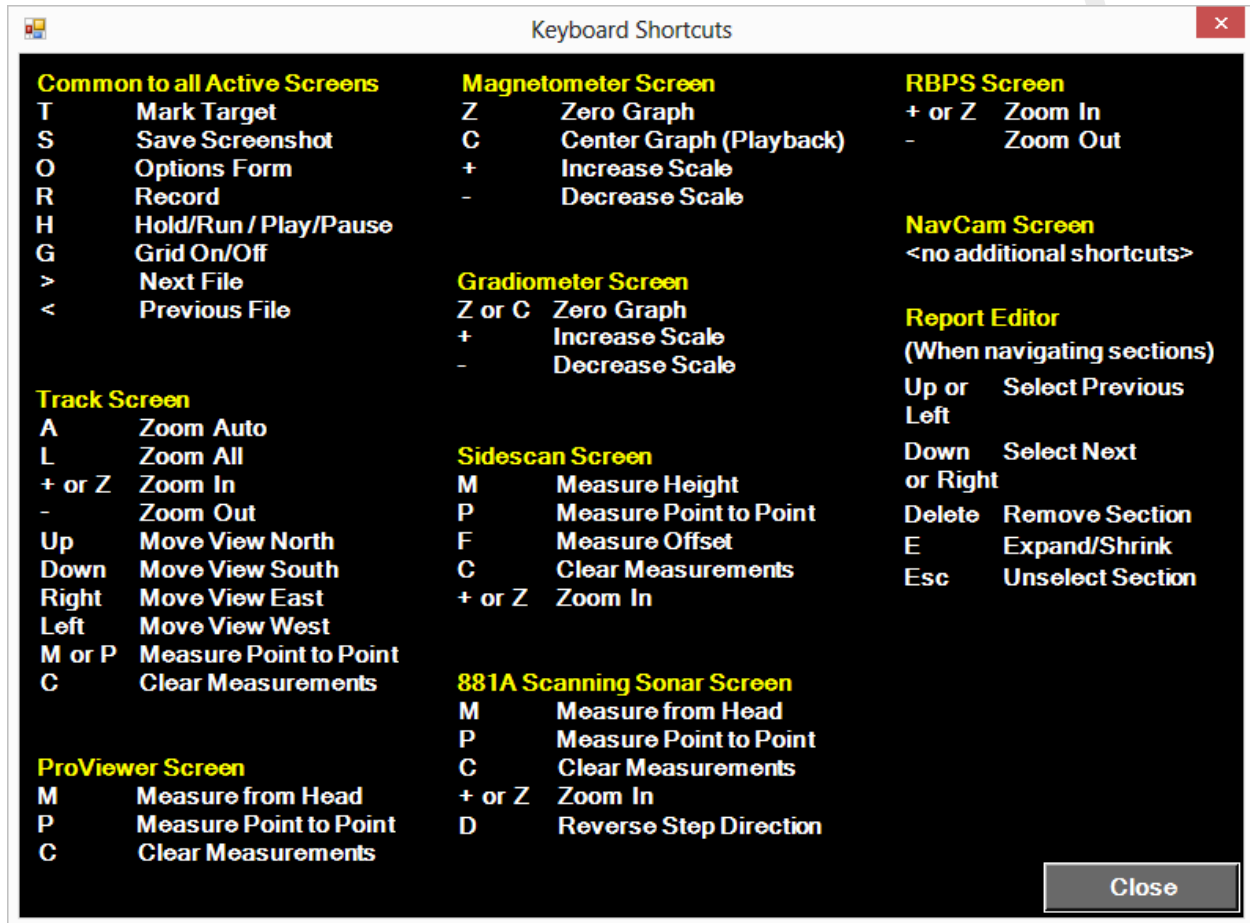 Keyboard Shortcuts
Common to all Active Screens
T Mark Target
S Save Screenshot
O Options Form
R Record
H Hold/Run / Play/Pause
G Grid On/Off
> Next File
< Previous File
Track Screen
A Zoom Auto
L Zoom All
+ or Z Zoom In
- Zoom Out
Up Move View North
Down Move View South
Right Move View East
Left Move View West
M or P Measure Point to Point
C Clear Measurements
ProViewer Screen
M Measure from Head
P Measure Point to Point
C Clear Measurements
Magnetometer Screen
Z Zero Graph
C Center Graph (Playback)
+ Increase Scale
- Decrease Scale
Gradiometer Screen
Z or C Zero Graph
+ Increase Scale
- Decrease Scale
Sidescan Screen
M Measure Height
P Measure Point to Point
F Measure Offset
C Clear Measurements
+ or Z Zoom In
881A Scanning Sonar Screen
M Measure from Head
P Measure Point to Point
C Clear Measurements
+ or Z Zoom In
D Reverse Step Direction
RBPS Screen
+ or Z Zoom In
- Zoom Out
NavCam Screen
<no additional shortcuts>
Report Editor
(When navigating sections)
Up or Select Previous
Left
Down Select Next
or Right
Delete Remove Section
E Expand/Shrink
Esc Unselect Section
Close